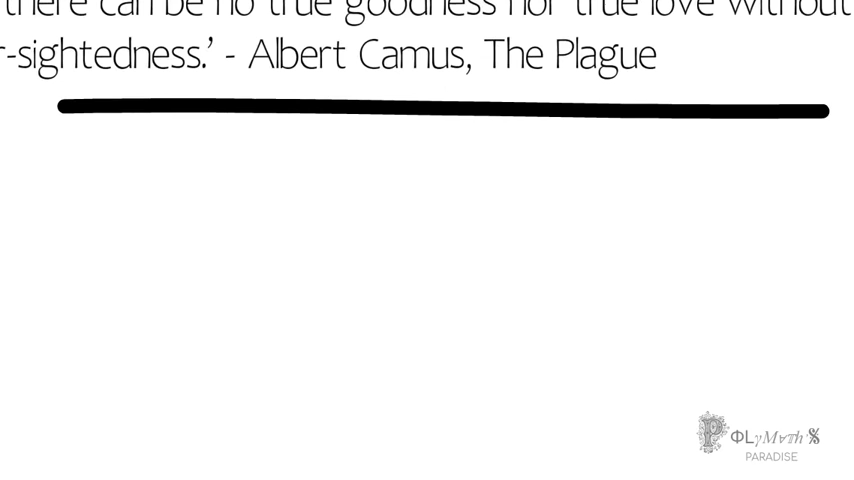 there can be no true goodness nor true love without
r-sightedness.’ - Albert Camus, The Plague
PARADISE